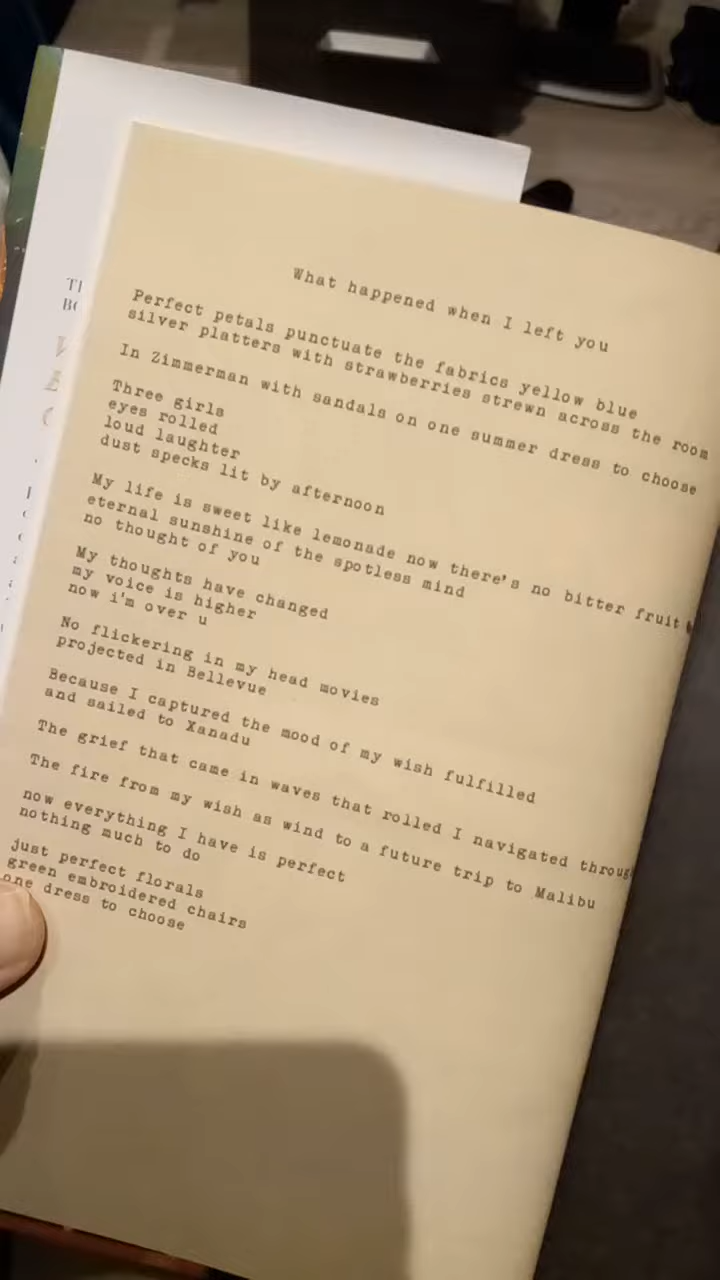 What happened when I left you
Perfect petals punctuate the fabrics yellow blue
silver platters with strawberries strewn across the room
In Zimmerman with sandals on one summer dress to choose
Three girls
eyes rolled
loud laughter
dust specks lit by afternoon
My life is sweet like lemonade now there's no bitter fruit
eternal sunshine of the spotless mind
no thought of you
My thoughts have changed
my voice is higher
now i'm over u
No flickering in my head movies
projected in Bellevue
Because I captured the mood of my wish fulfilled
and sailed to Xanadu
The grief that came in waves that rolled I navigated throug
The fire from my wish as wind to a future trip to Malibu
now everything I have is perfect
nothing much to do
just perfect florals
green embroidered chairs
one dress to choose